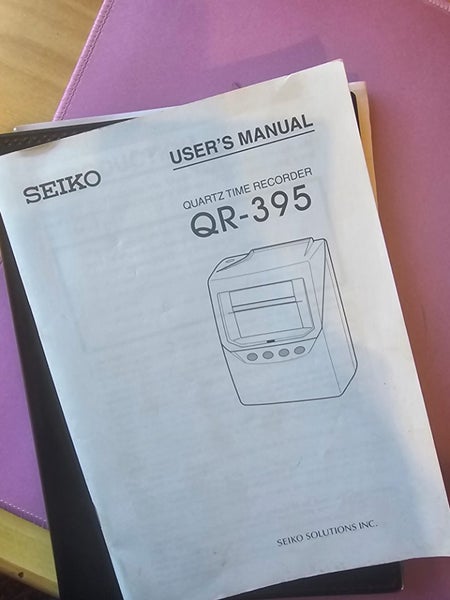 USER'S MANUAL
SEIKO
QUARTZ TIME RECORDER
QR-395
SEIKO SOLUTIONS INC.